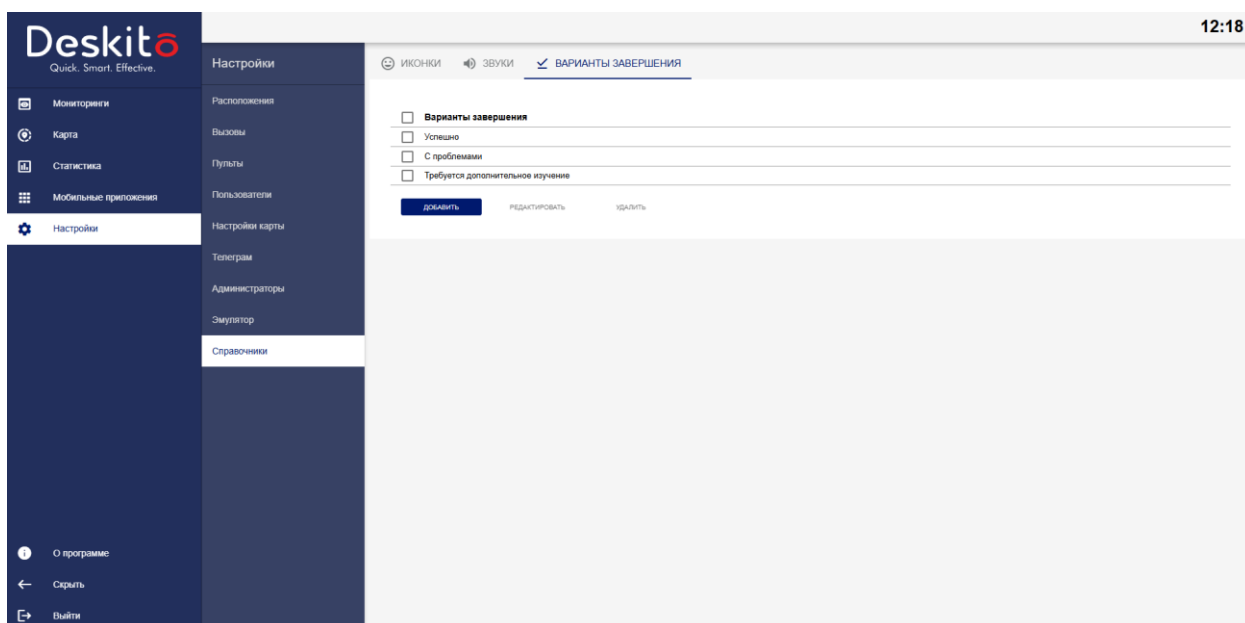 12:18
Deskitō
Quick. Smart. Effective.
Мониторинги
Карта
Статистика
Мобильные приложения
Настройки
О программе
Скрыть
Выйти
Настройки
Расположения
Вызовы
Пульты
Пользователи
Настройки карты
Телеграм
Администраторы
Эмулятор
Справочники
ИКОНКИ
ЗВУКИ
ВАРИАНТЫ ЗАВЕРШЕНИЯ
Варианты завершения
Успешно
С проблемами
Требуется дополнительное изучение
ДОБАВИТЬ
РЕДАКТИРОВАТЬ
УДАЛИТЬ